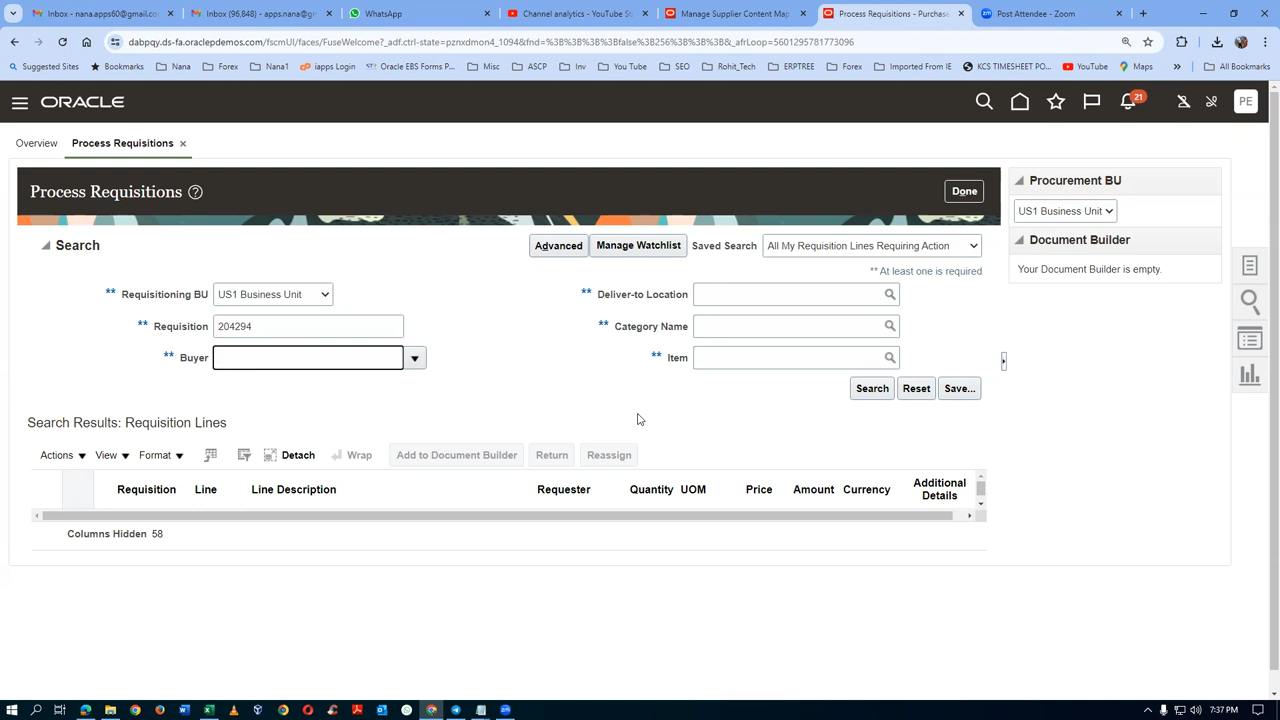 Inbox (41) - nana.apps60@gmail.co
Inbox (96,848) - apps.nana@gmail.
WhatsApp
Channel analytics - YouTube St
Manage Supplier Content Map
Process Requisitions - Purchase
Post Attendee - Zoom
dabpqy.ds-fa.oraclepdemos.com/fscmUI/faces/FuseWelcome?_adf.ctrl-state=pznxdmon4_1094&fnd=%3B%3B%3B%3Bfalse%3B256%3B%3B%3B&_afrLoop=5601295781773096
Suggested Sites
Bookmarks
Nana
Forex
Nana1
iapps Login
Oracle EBS Forms P...
Misc
ASCP
Inv
You Tube
SEO
Rohit_Tech
ERPTREE
Forex
Imported From IE
KCS TIMESHEET PO...
YouTube
Maps
All Bookmarks
ORACLE
21
PE
Overview
Process Requisitions
Process Requisitions
Done
Search
Advanced
Manage Watchlist
Saved Search
All My Requisition Lines Requiring Action
** At least one is required
** Requisitioning BU US1 Business Unit
** Deliver-to Location
** Requisition 204294
** Category Name
** Buyer
** Item
Search
Reset
Save...
Search Results: Requisition Lines
Actions
View
Format
Detach
Wrap
Add to Document Builder
Return
Reassign
Requisition
Line
Line Description
Requester
Quantity
UOM
Price
Amount
Currency
Additional
Details
Columns Hidden 58
Procurement BU
US1 Business Unit
Document Builder
Your Document Builder is empty.
7:37 PM